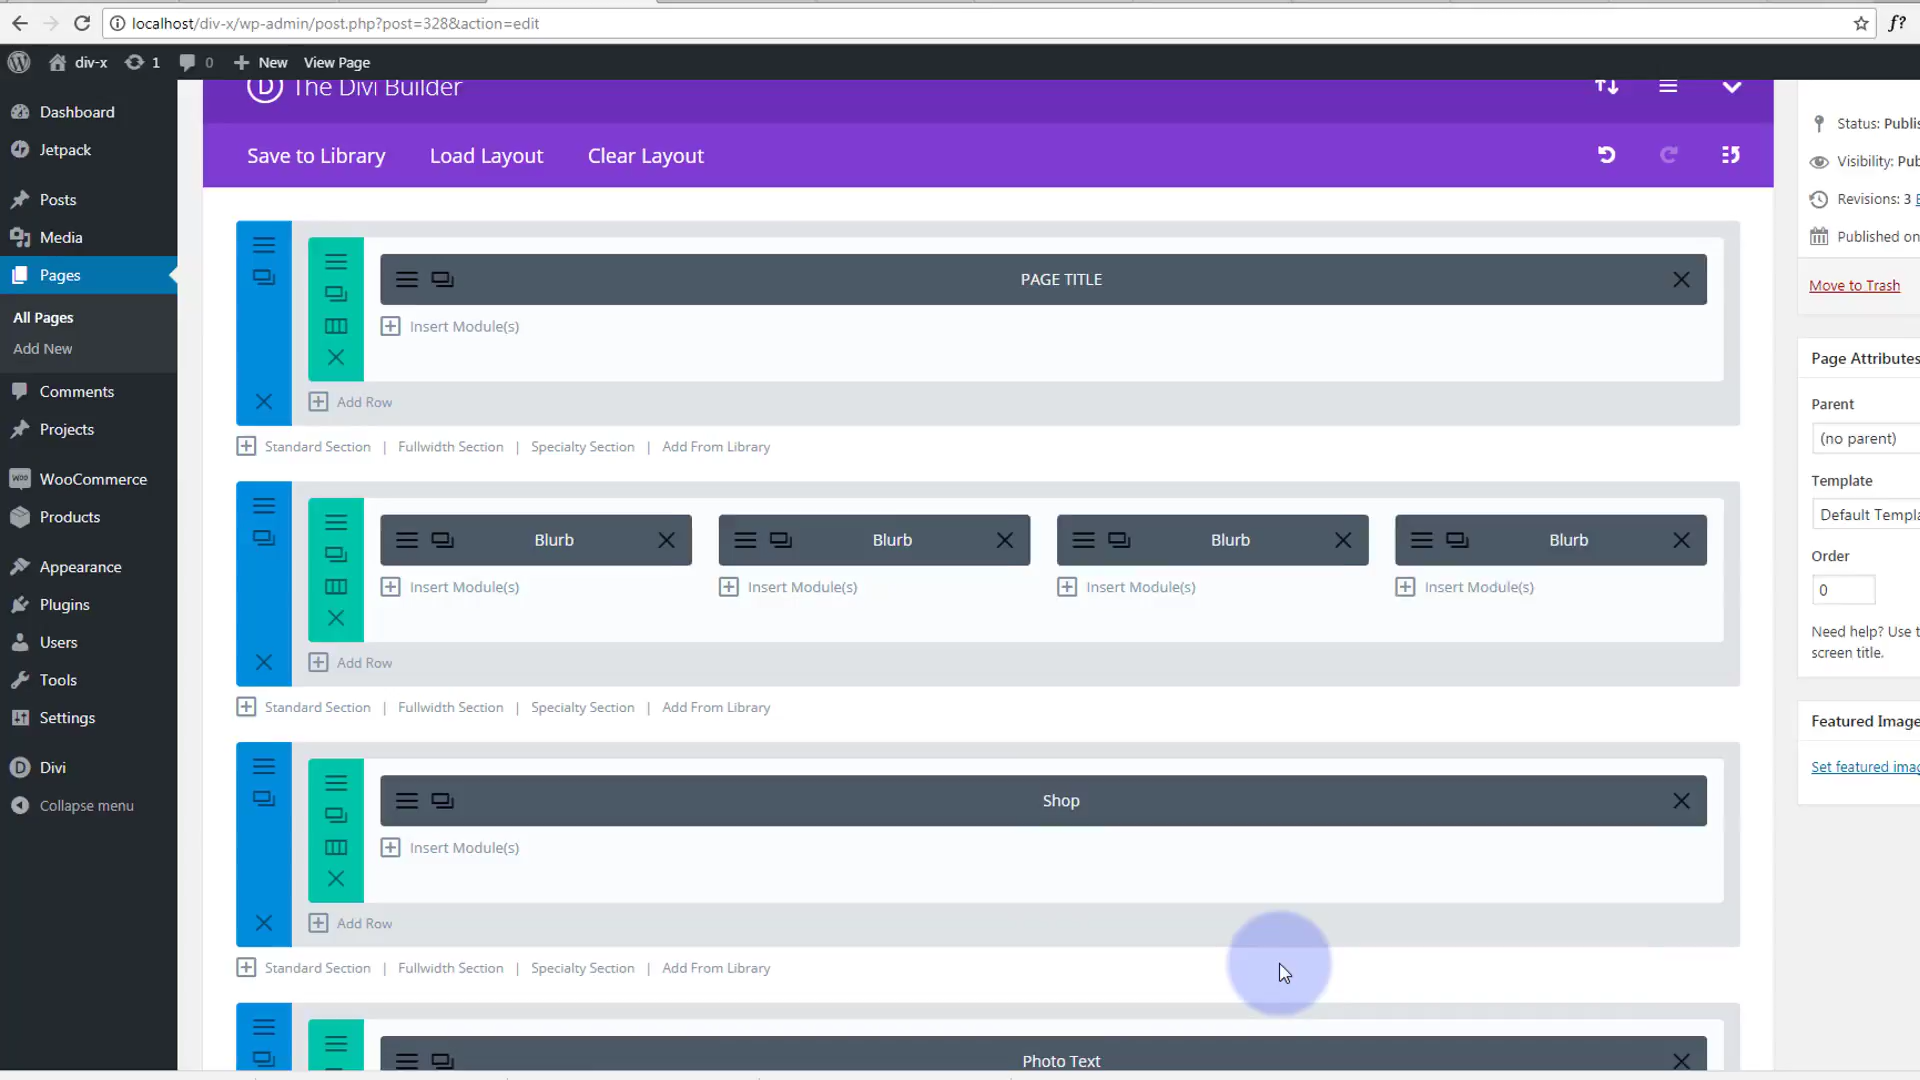 localhost/div-x/wp-admin/post.php?post=328&action=edit
f?
div-x 1 0 New View Page
The Divi Builder
Save to Library Load Layout Clear Layout
Dashboard
Jetpack
Posts
Media
Pages
All Pages
Add New
Comments
Projects
WooCommerce
Products
Appearance
Plugins
Users
Tools
Settings
Divi
Collapse menu
PAGE TITLE
Insert Module(s)
Add Row
Standard Section | Fullwidth Section | Specialty Section | Add From Library
Blurb Blurb Blurb Blurb
Insert Module(s) Insert Module(s) Insert Module(s) Insert Module(s)
Add Row
Standard Section | Fullwidth Section | Specialty Section | Add From Library
Shop
Insert Module(s)
Add Row
Standard Section | Fullwidth Section | Specialty Section | Add From Library
Photo Text
Status: Publis
Visibility: Pub
Revisions: 3
Published on
Move to Trash
Page Attributes
Parent
(no parent)
Template
Default Templa
Order
0
Need help? Use t
screen title.
Featured Image
Set featured imag